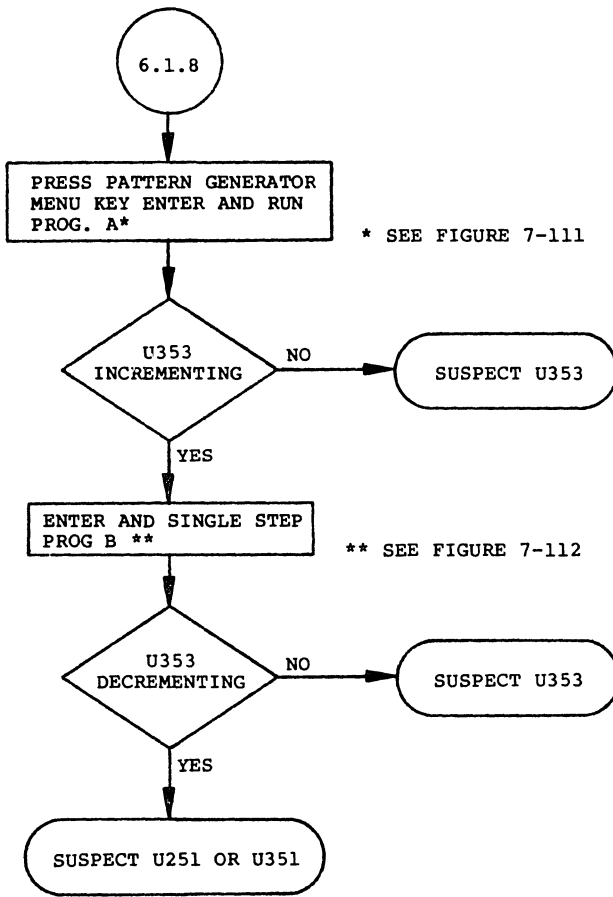 6.1.8
PRESS PATTERN GENERATOR
MENU KEY ENTER AND RUN
PROG. A*
* SEE FIGURE 7-111
U353
INCREMENTING
NO
SUSPECT U353
YES
ENTER AND SINGLE STEP
PROG B **
** SEE FIGURE 7-112
U353
DECREMENTING
NO
SUSPECT U353
YES
SUSPECT U251 OR U351